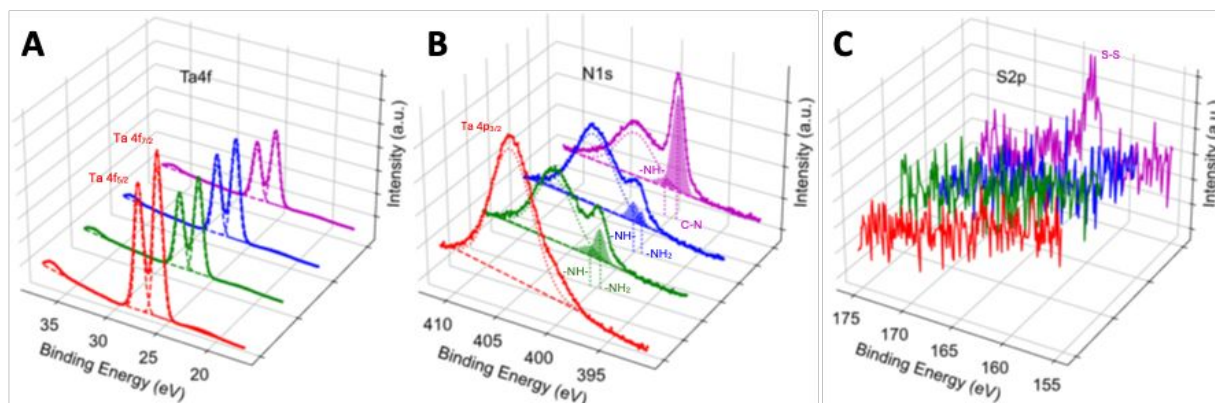 A
Ta4f
Ta 4f7/2
Ta 4f5/2
Intensity (a.u.)
35
30
25
20
Binding Energy (eV)
B
N1s
Ta 4p3/2
-NH-
C-N
-NH-
-NH2
-NH-
-NH2
Intensity (a.u.)
410
405
400
395
Binding Energy (eV)
C
S-S
S2p
Intensity (a.u.)
175
170
165
160
155
Binding Energy (eV)